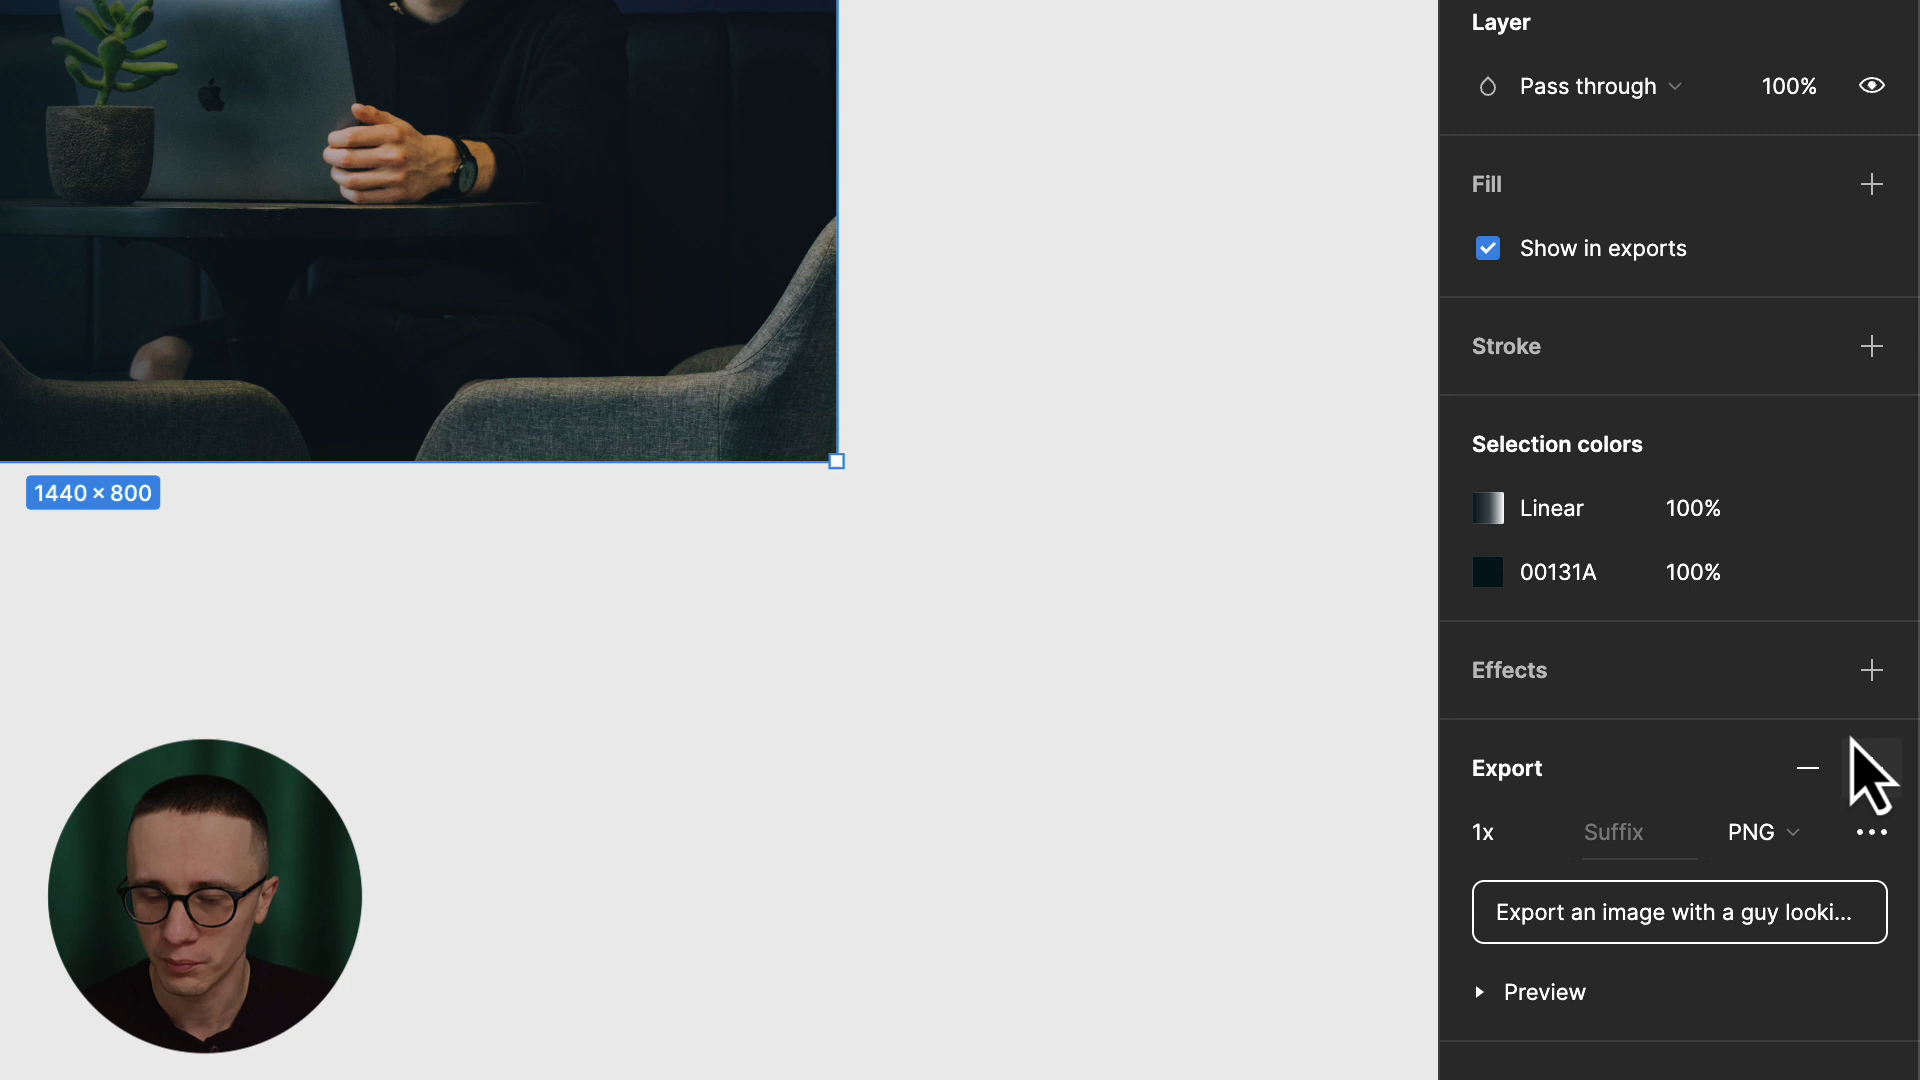 Layer
Pass through 100%
Fill
Show in exports
Stroke
Selection colors
Linear 100%
00131A 100%
Effects
Export
1x Suffix PNG
Export an image with a guy looki...
Preview
1440 × 800